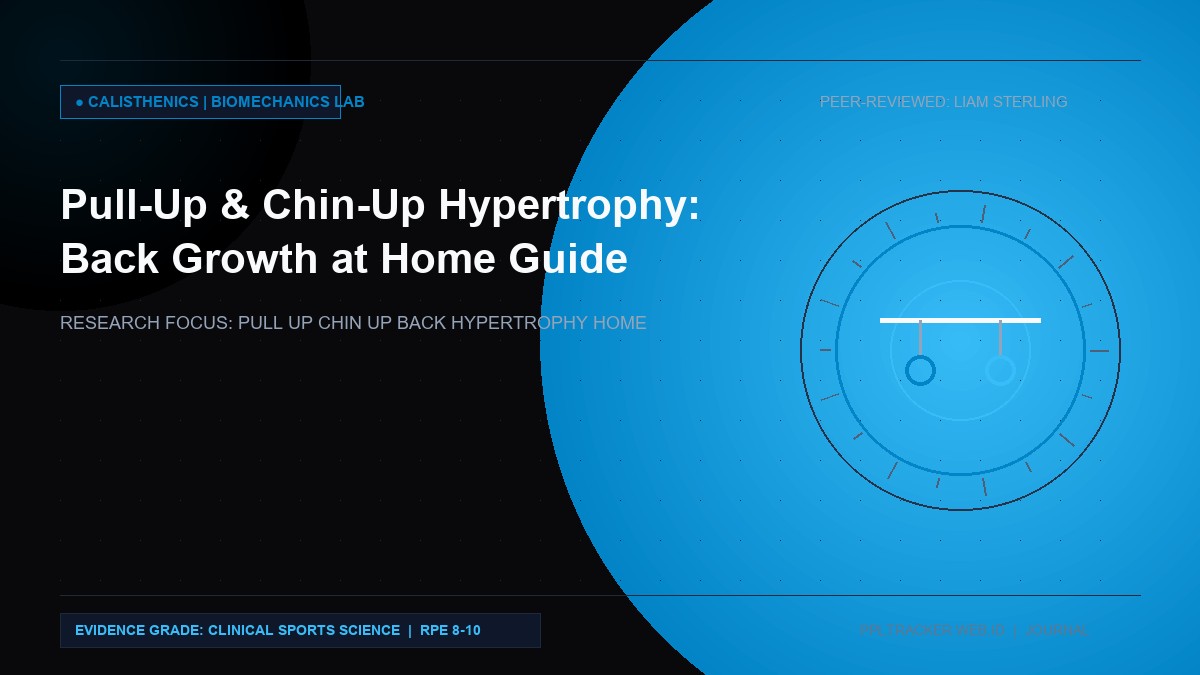 ● CALISTHENICS | BIOMECHANICS LAB
PEER-REVIEWED: LIAM STERLING
Pull-Up & Chin-Up Hypertrophy:
Back Growth at Home Guide
RESEARCH FOCUS: PULL UP CHIN UP BACK HYPERTROPHY HOME
EVIDENCE GRADE: CLINICAL SPORTS SCIENCE | RPE 8-10
| JOURNAL